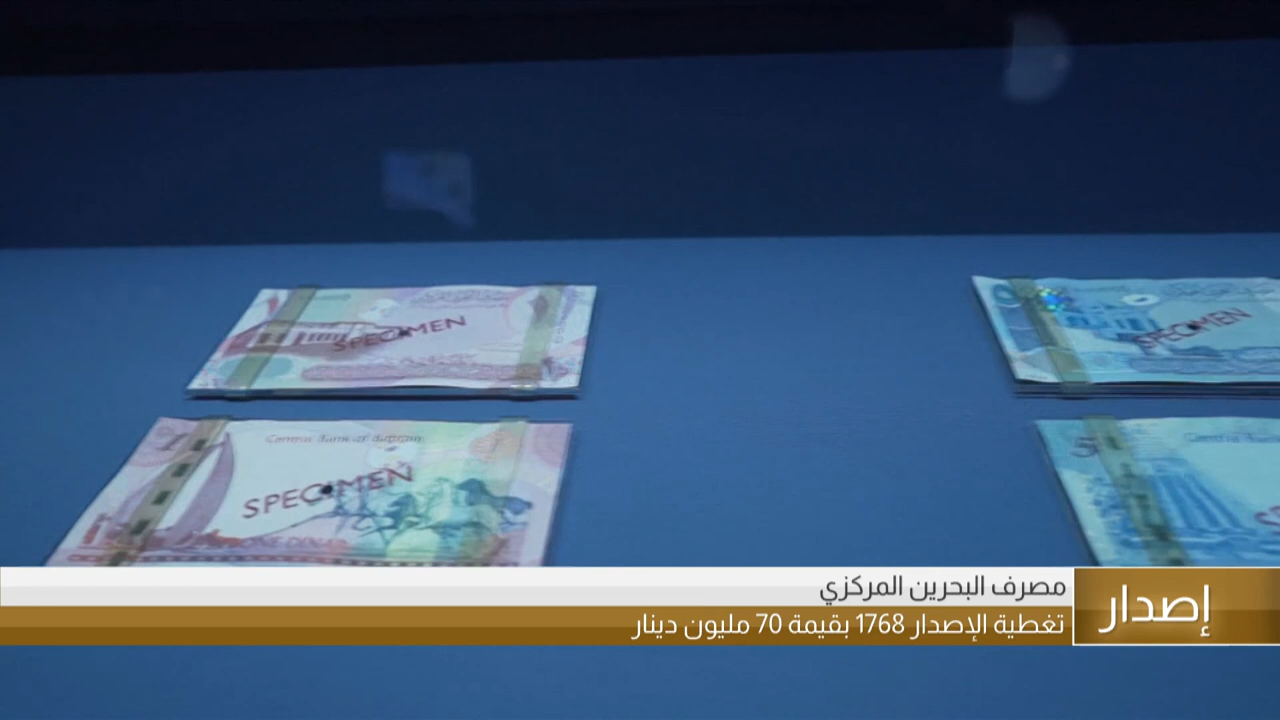 SPECIMEN
SPECIMEN
Central Bank of Bahrain
SPECIMEN
ONE DINAR
5
مصرف البحرين المركزي
تغطية الإصدار 1768 بقيمة 70 مليون دينار
إصدار